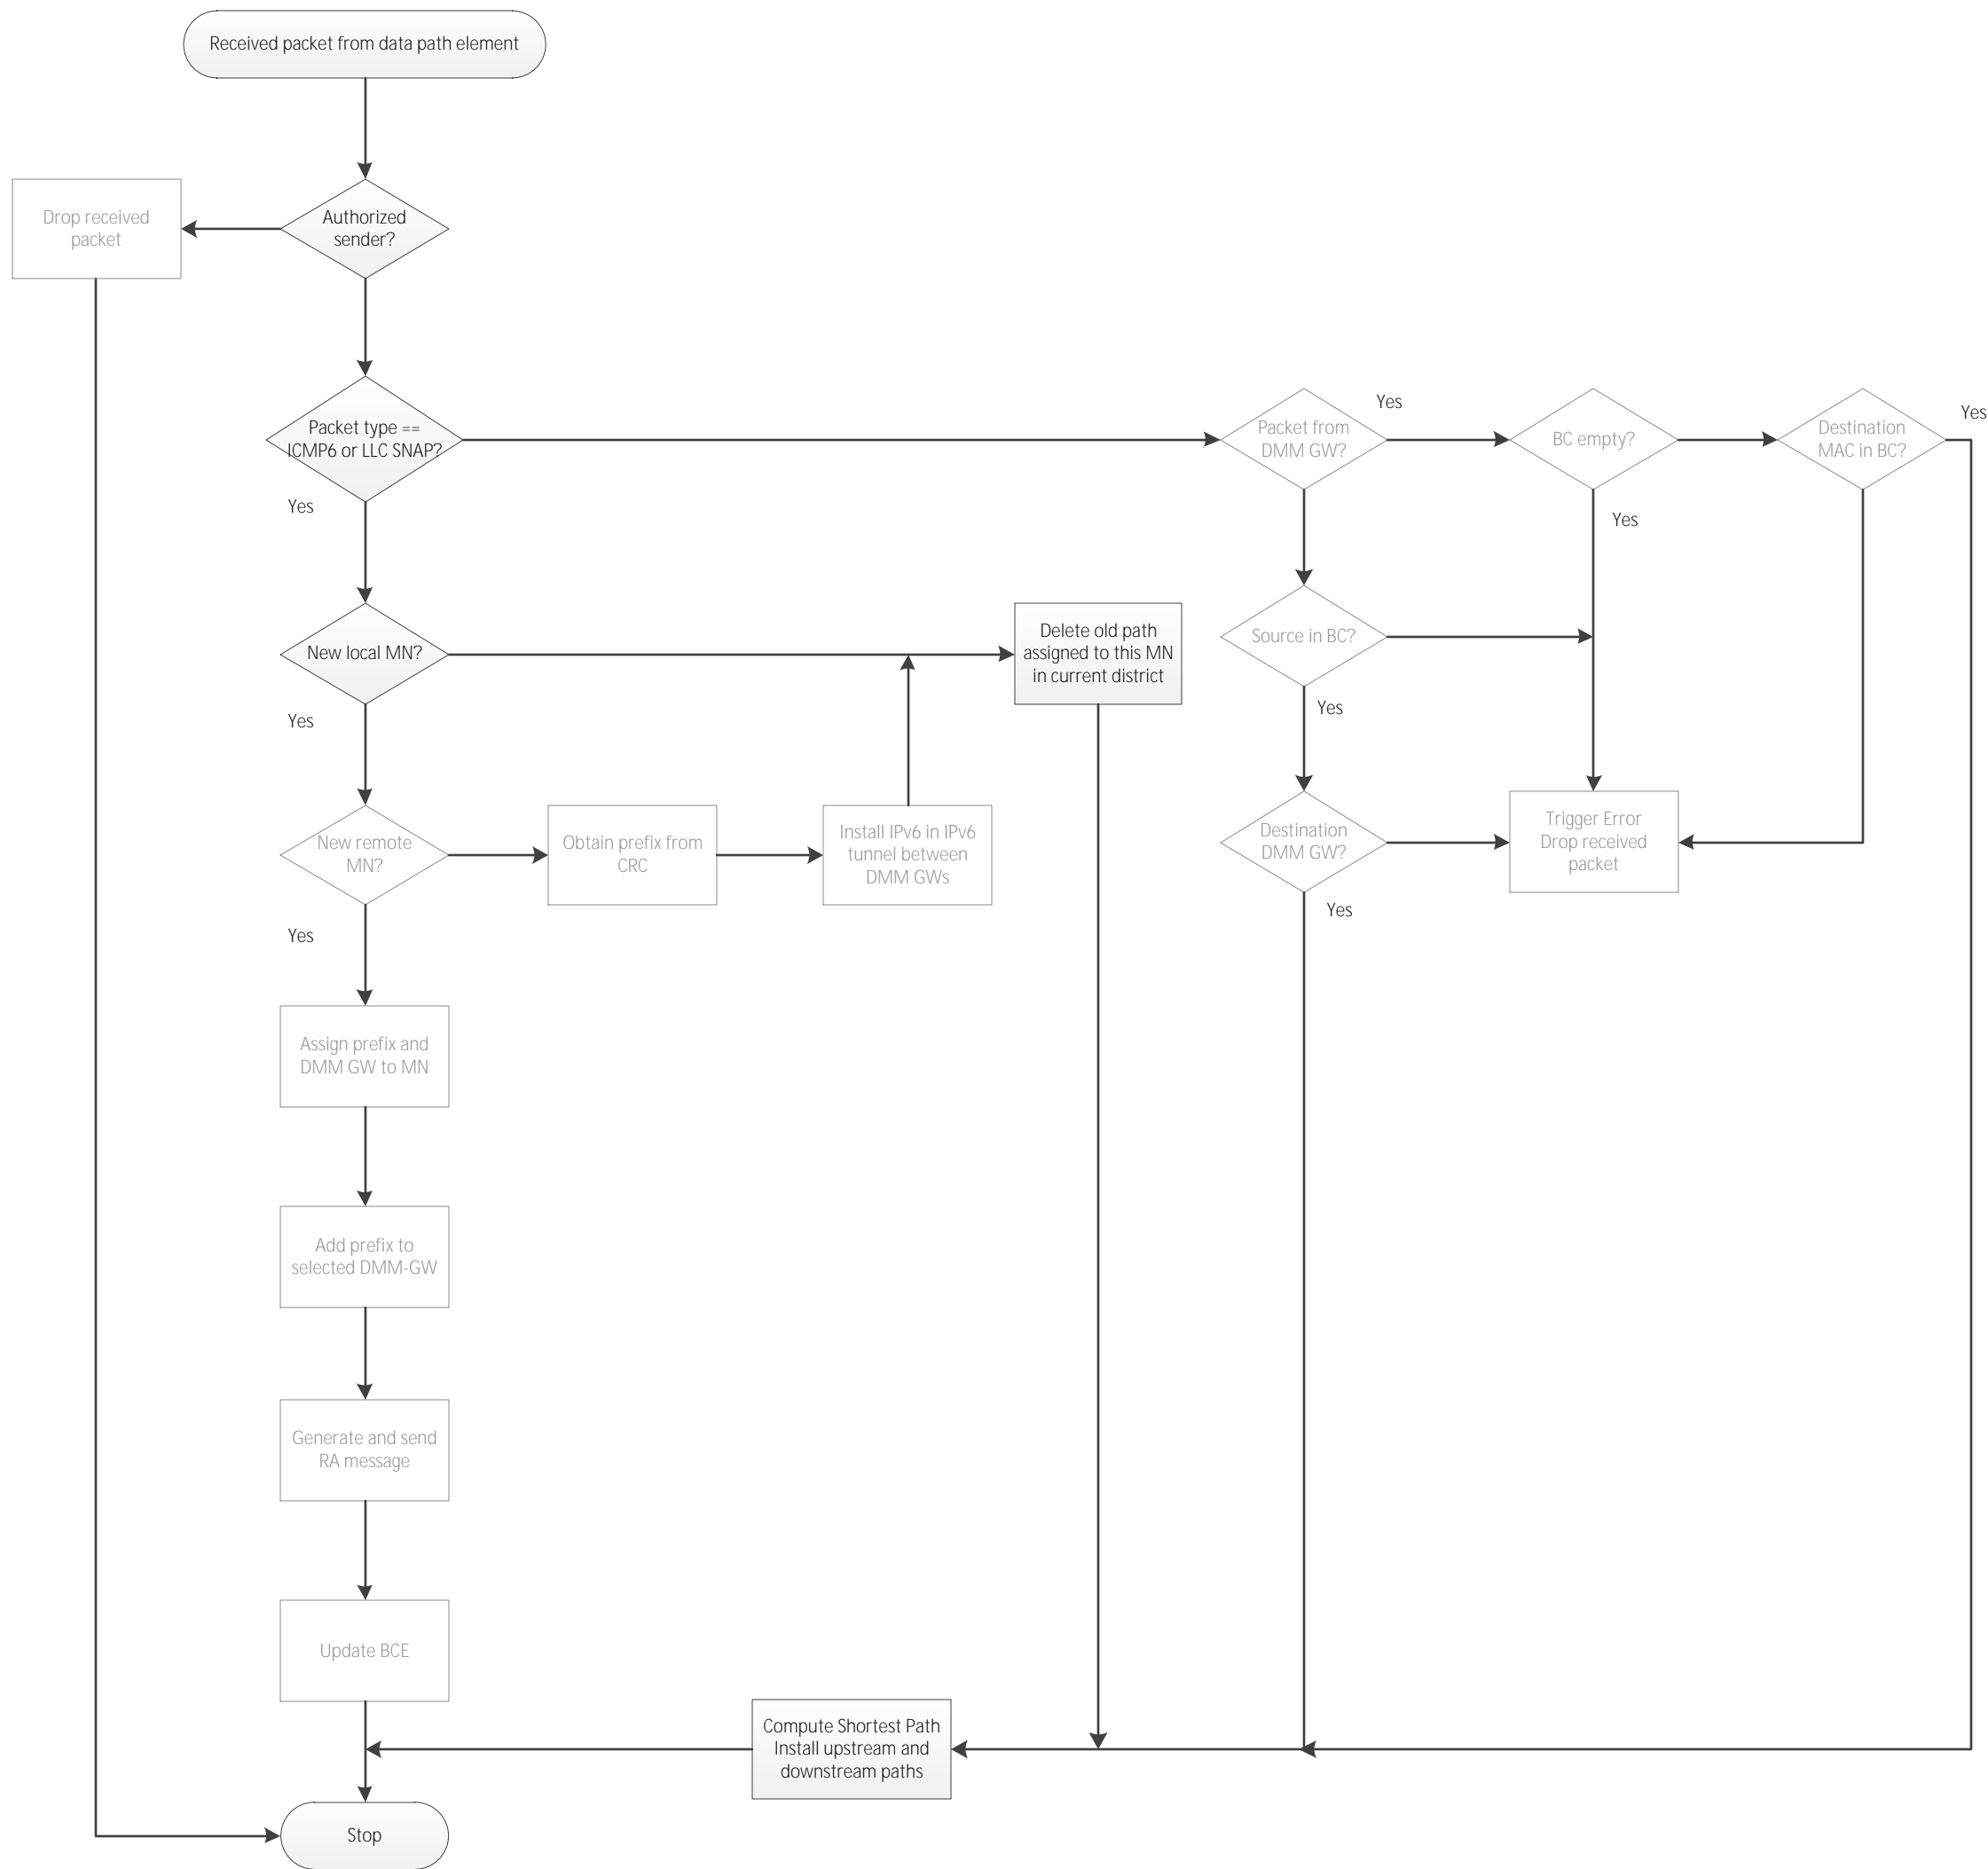 Received packet from data path element
Drop received
packet
Authorized
sender?
Packet type ==
ICMP6 or LLC SNAP?
Yes
Packet from
DMM GW?
Yes
BC empty?
Yes
Destination
MAC in BC?
Yes
New local MN?
Yes
Delete old path
assigned to this MN
in current district
Source in BC?
Yes
New remote
MN?
Yes
Obtain prefix from
CRC
Install IPv6 in IPv6
tunnel between
DMM GWs
Destination
DMM GW?
Yes
Trigger Error
Drop received
packet
Assign prefix and
DMM GW to MN
Add prefix to
selected DMM-GW
Generate and send
RA message
Update BCE
Compute Shortest Path
Install upstream and
downstream paths
Stop